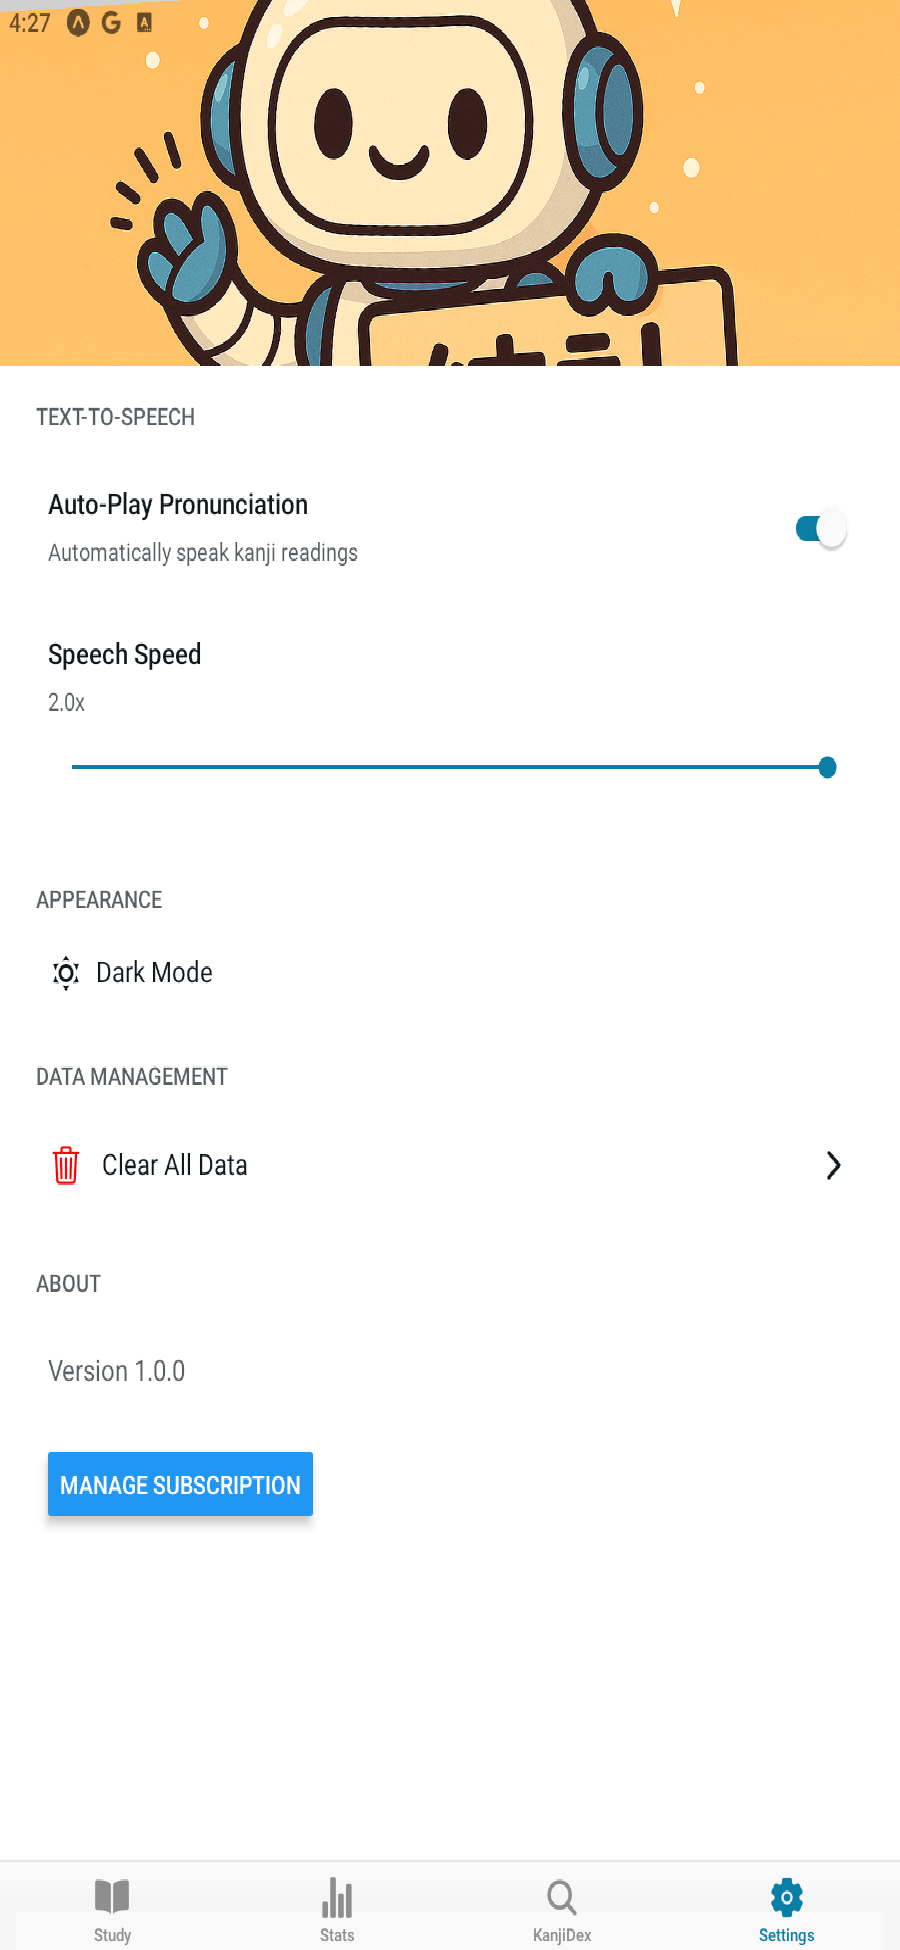 4:27
TEXT-TO-SPEECH
Auto-Play Pronunciation
Automatically speak kanji readings
Speech Speed
2.0x
APPEARANCE
Dark Mode
DATA MANAGEMENT
Clear All Data
ABOUT
Version 1.0.0
MANAGE SUBSCRIPTION
Study
Stats
KanjiDex
Settings